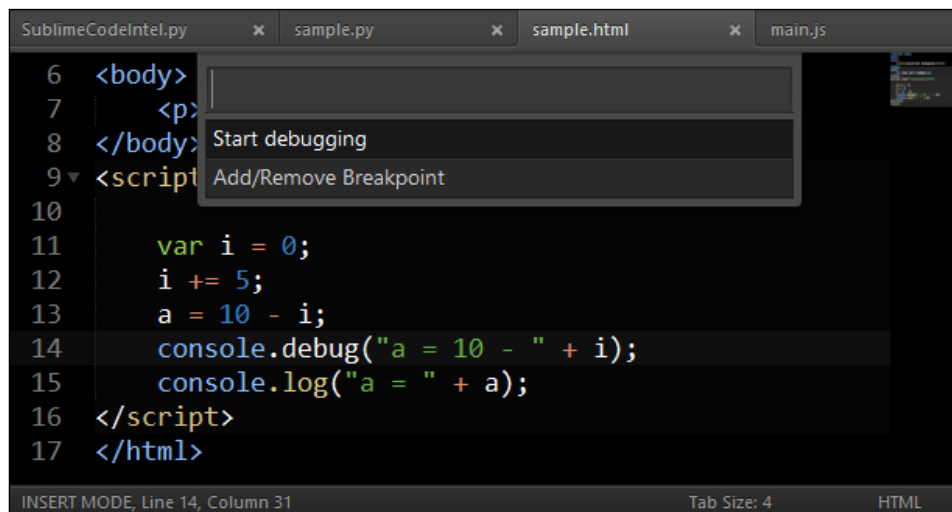 SublimeCodeIntel.py × sample.py × sample.html × main.js
Start debugging
Add/Remove Breakpoint
6 <body>
7 <p>
8 </body>
9 <script
10
11 var i = 0;
12 i += 5;
13 a = 10 - i;
14 console.debug("a = 10 - " + i);
15 console.log("a = " + a);
16 </script>
17 </html>
INSERT MODE, Line 14, Column 31 Tab Size: 4 HTML